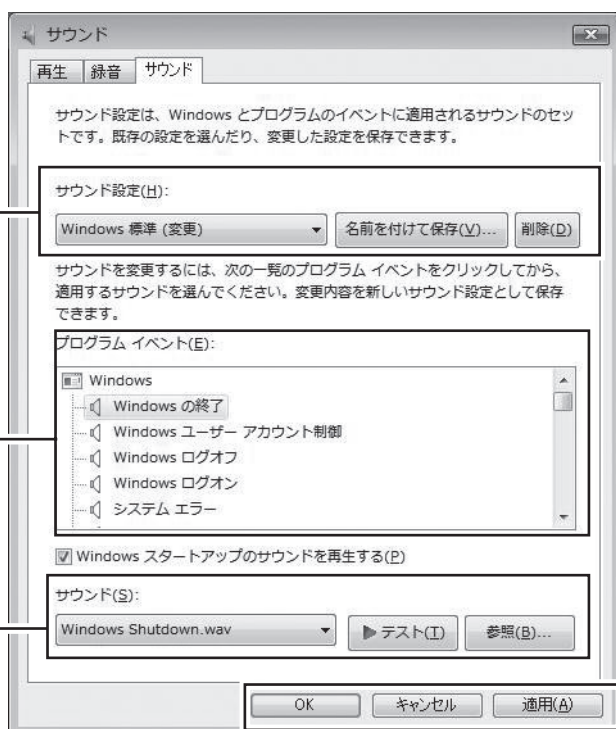 サウンド
再生 録音 サウンド
サウンド設定は、Windows とプログラムのイベントに適用されるサウンドのセッ
トです。既存の設定を選んだり、変更した設定を保存できます。
サウンド設定(H):
Windows 標準 (変更) 名前を付けて保存(V)... 削除(D)
サウンドを変更するには、次の一覧のプログラム イベントをクリックしてから、
適用するサウンドを選んでください。変更内容を新しいサウンド設定として保存
できます。
プログラム イベント(E):
Windows
Windows の終了
Windows ユーザー アカウント制御
Windows ログオフ
Windows ログオン
システム エラー
Windows スタートアップのサウンドを再生する(P)
サウンド(S):
Windows Shutdown.wav テスト(T) 参照(B)...
OK キャンセル 適用(A)